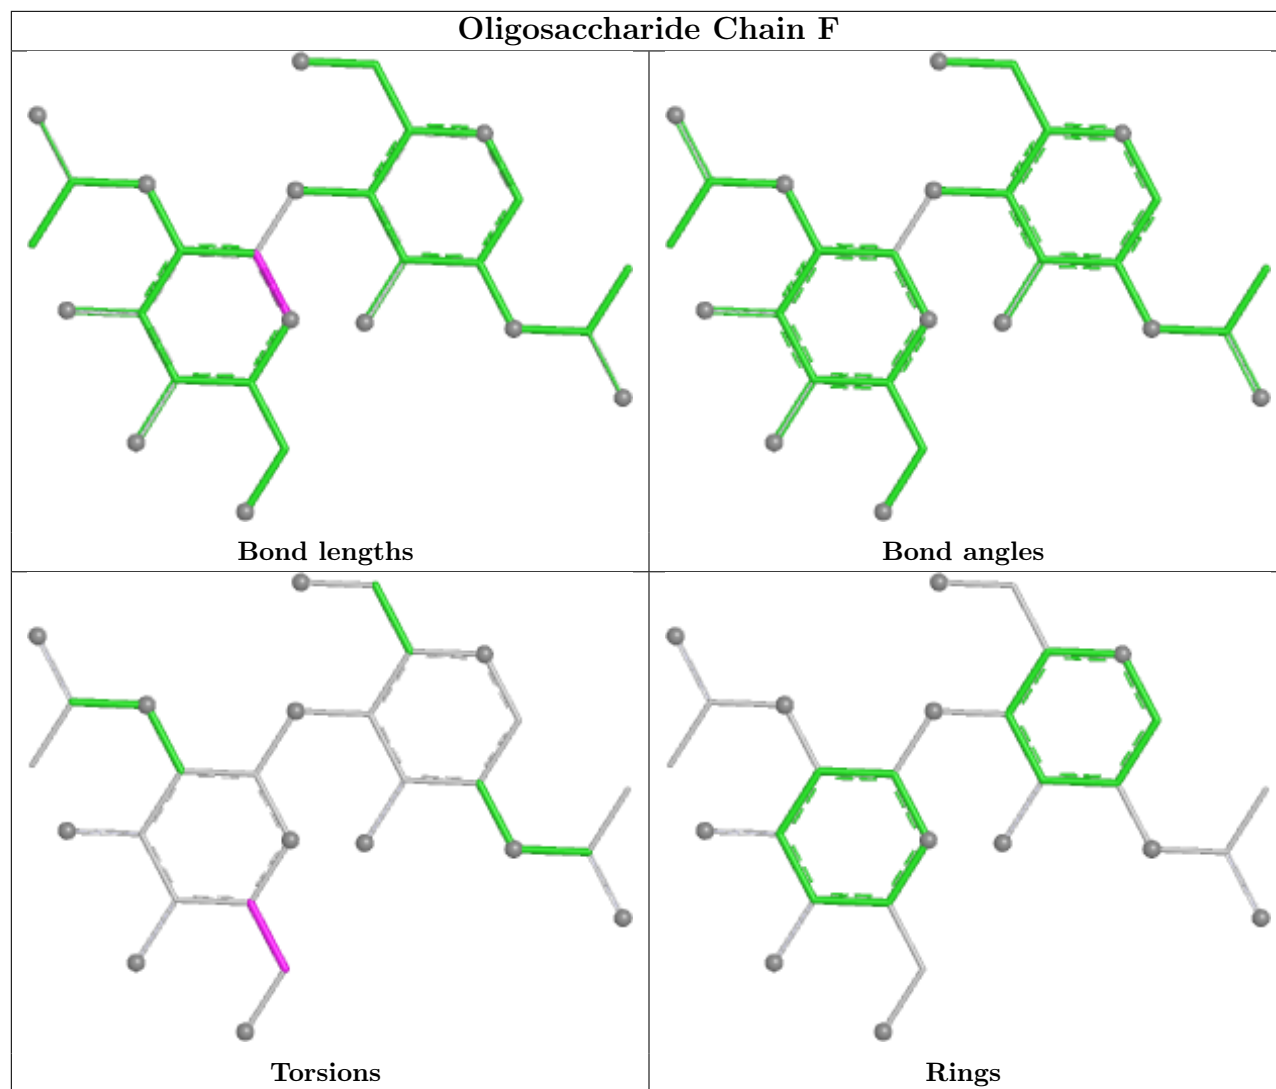 Oligosaccharide Chain F
Bond lengths
Bond angles
Torsions
Rings